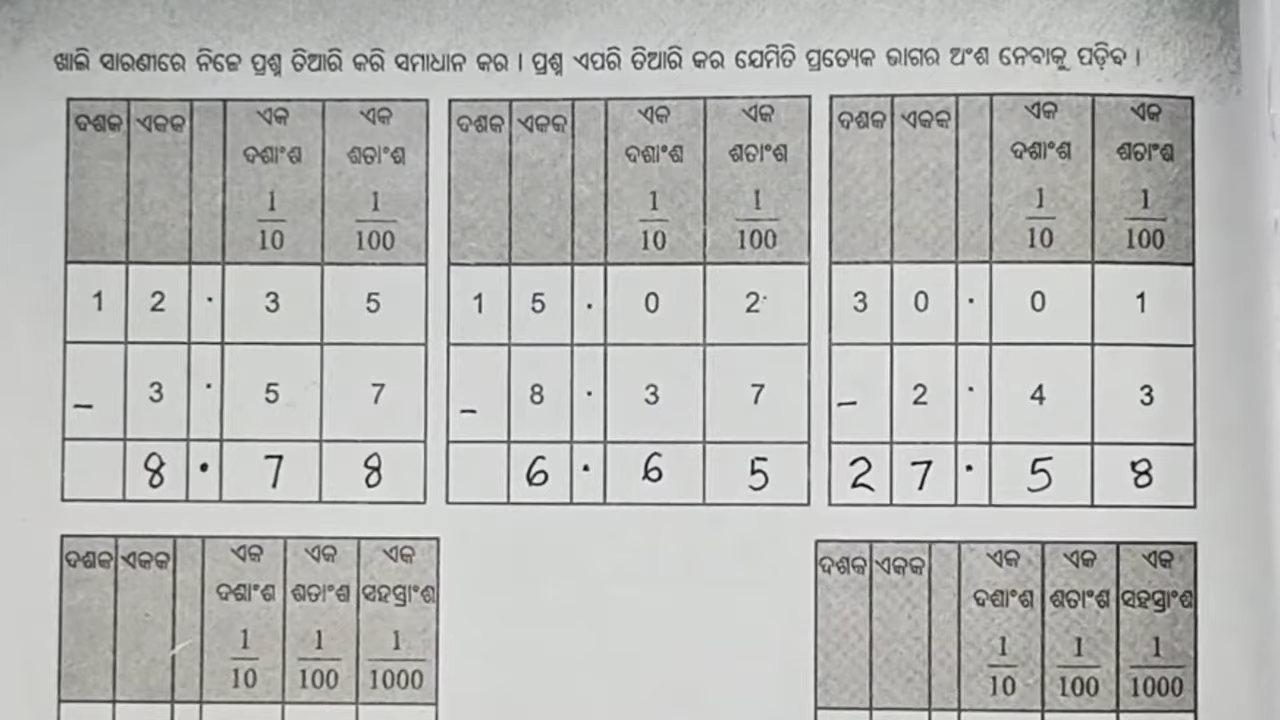 ଖାଲି ସାରଣୀରେ ନିଜେ ପ୍ରଶ୍ନ ତିଆରି କରି ସମାଧାନ କର । ପ୍ରଶ୍ନ ଏପରି ତିଆରି କର ଯେମିତି ପ୍ରତ୍ୟେକ ଭାଗର ଅଂଶ ନେବାକୁ ପଡ଼ିବ ।
ଦଶକ ଏକକ ଏକ ଦଶାଂଶ 1/10 ଏକ ଶତାଂଶ 1/100
1 2 . 3 5
- 3 . 5 7
8 . 7 8
ଦଶକ ଏକକ ଏକ ଦଶାଂଶ 1/10 ଏକ ଶତାଂଶ 1/100
1 5 . 0 2
- 8 . 3 7
6 . 6 5
ଦଶକ ଏକକ ଏକ ଦଶାଂଶ 1/10 ଏକ ଶତାଂଶ 1/100
3 0 . 0 1
- 2 . 4 3
2 7 . 5 8
ଦଶକ ଏକକ ଏକ ଦଶାଂଶ 1/10 ଏକ ଶତାଂଶ 1/100 ଏକ ସହସ୍ରାଂଶ 1/1000
ଦଶକ ଏକକ ଏକ ଦଶାଂଶ 1/10 ଏକ ଶତାଂଶ 1/100 ଏକ ସହସ୍ରାଂଶ 1/1000